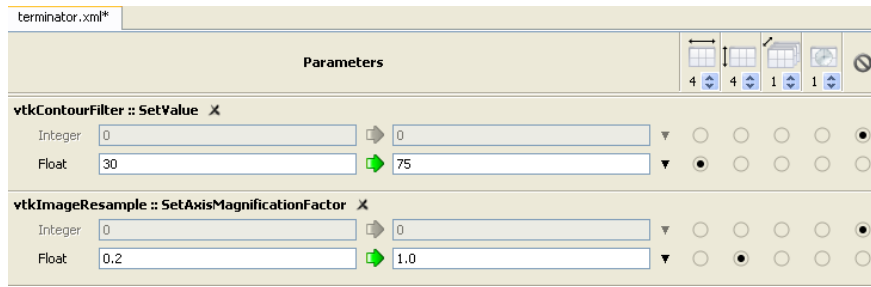 terminator.xml*
Parameters
4 4 1 1
vtkContourFilter :: SetValue
Integer 0 0
Float 30 75
vtkImageResample :: SetAxisMagnificationFactor
Integer 0 0
Float 0.2 1.0